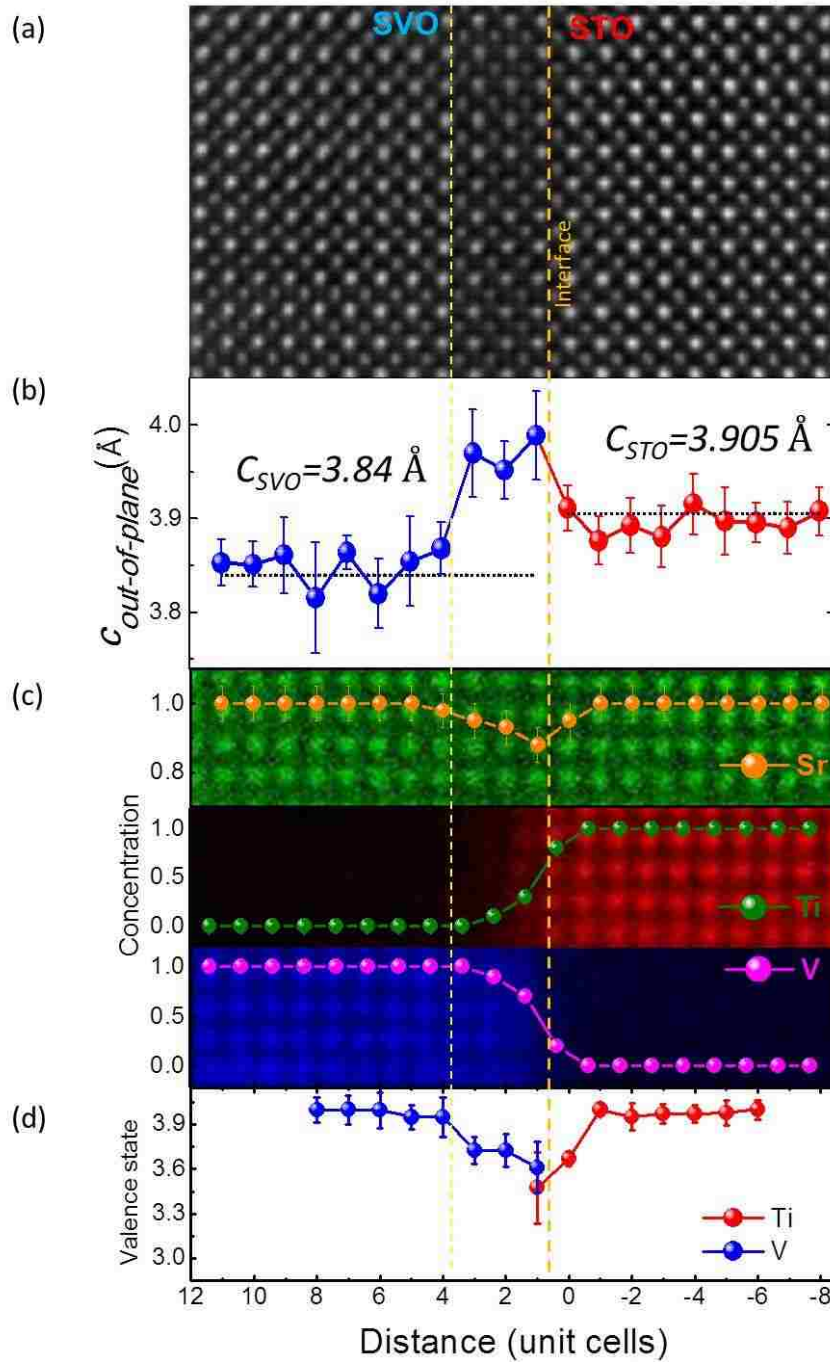 (a)
SVO
STO
Interface
(b)
c out-of-plane (Å)
4.0
3.9
3.8
CSVO=3.84 Å
CSTO=3.905 Å
(c)
Concentration
1.0
0.8
Sr
1.0
0.5
0.0
Ti
1.0
0.5
0.0
V
(d)
Valence state
3.9
3.6
3.3
3.0
Ti
V
12 10 8 6 4 2 0 -2 -4 -6 -8
Distance (unit cells)